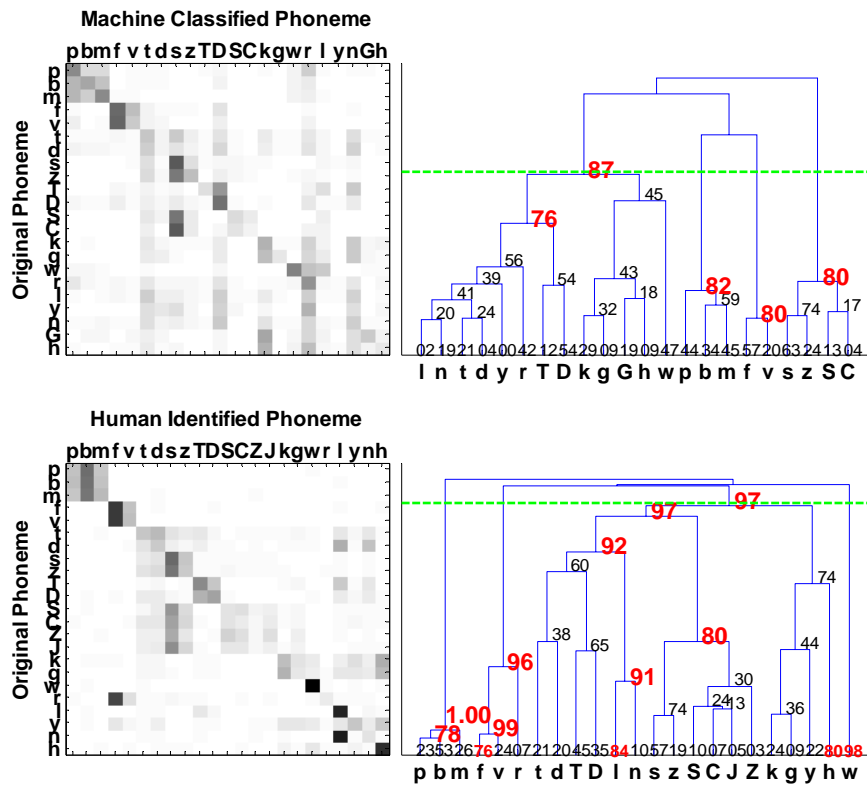 Machine Classified Phoneme
p b m f v t d s z T D S C k g w r l y n G h
Original Phoneme
p
b
m
f
v
t
d
s
z
T
D
S
C
k
g
w
r
l
y
n
G
h
87
45
76
56
39
54
43
82
80
41
18
59
17
20
24
32
80
74
02 19 21 04 00 42 12 54 29 09 19 09 47 44 34 45 57 20 63 24 13 04
l n t d y r T D k g G h w p b m f v s z S C
Human Identified Phoneme
p b m f v t d s z T D S C Z J k g w r l y n h
Original Phoneme
p
b
m
f
v
t
d
s
z
T
D
S
C
Z
J
k
g
w
r
l
y
n
h
97
97
92
60
74
38
65
80
44
96
91
30
1.00
24
13
78
99
74
36
23 53 26 76 24 07 21 20 45 35 84 10 57 19 10 07 05 03 24 09 22 80 98
p b m f v r t d T D l n s z S C J Z k g y h w